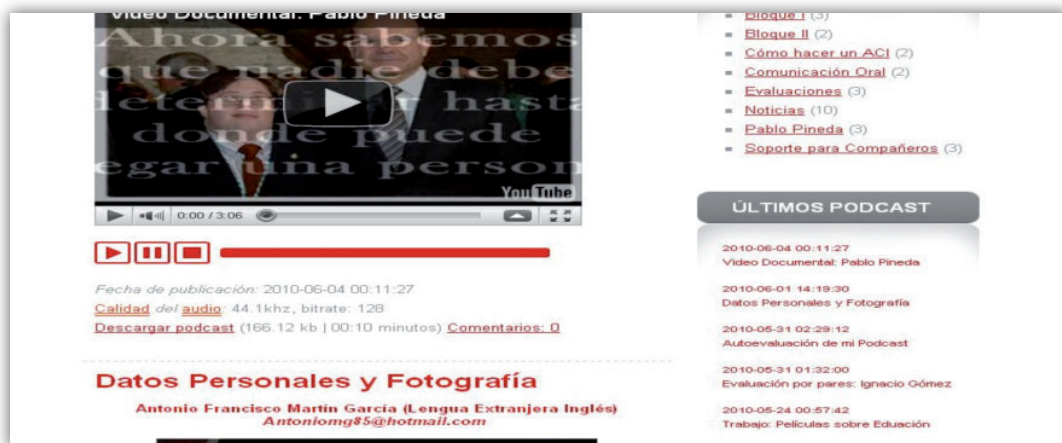 Video Documental: Pablo Pineda
Ahora sabemos
que nadie debe
determinar hasta
donde puede
egar una person
YouTube
0:00 / 3:06
Fecha de publicación: 2010-06-04 00:11:27
Calidad del audio: 44.1khz, bitrate: 128
Descargar podcast (166.12 kb | 00:10 minutos) Comentarios: 0
Datos Personales y Fotografía
Antonio Francisco Martín García (Lengua Extranjera Inglés)
Antoniomg85@hotmail.com
Bloque I (3)
Bloque II (2)
Cómo hacer un ACI (2)
Comunicación Oral (2)
Evaluaciones (3)
Noticias (10)
Pablo Pineda (3)
Soporte para Compañeros (3)
ÚLTIMOS PODCAST
2010-06-04 00:11:27
Video Documental: Pablo Pineda
2010-06-01 14:19:30
Datos Personales y Fotografía
2010-05-31 02:29:12
Autoevaluación de mi Podcast
2010-05-31 01:32:00
Evaluación por pares: Ignacio Gómez
2010-05-24 00:57:42
Trabajo: Películas sobre Eduación